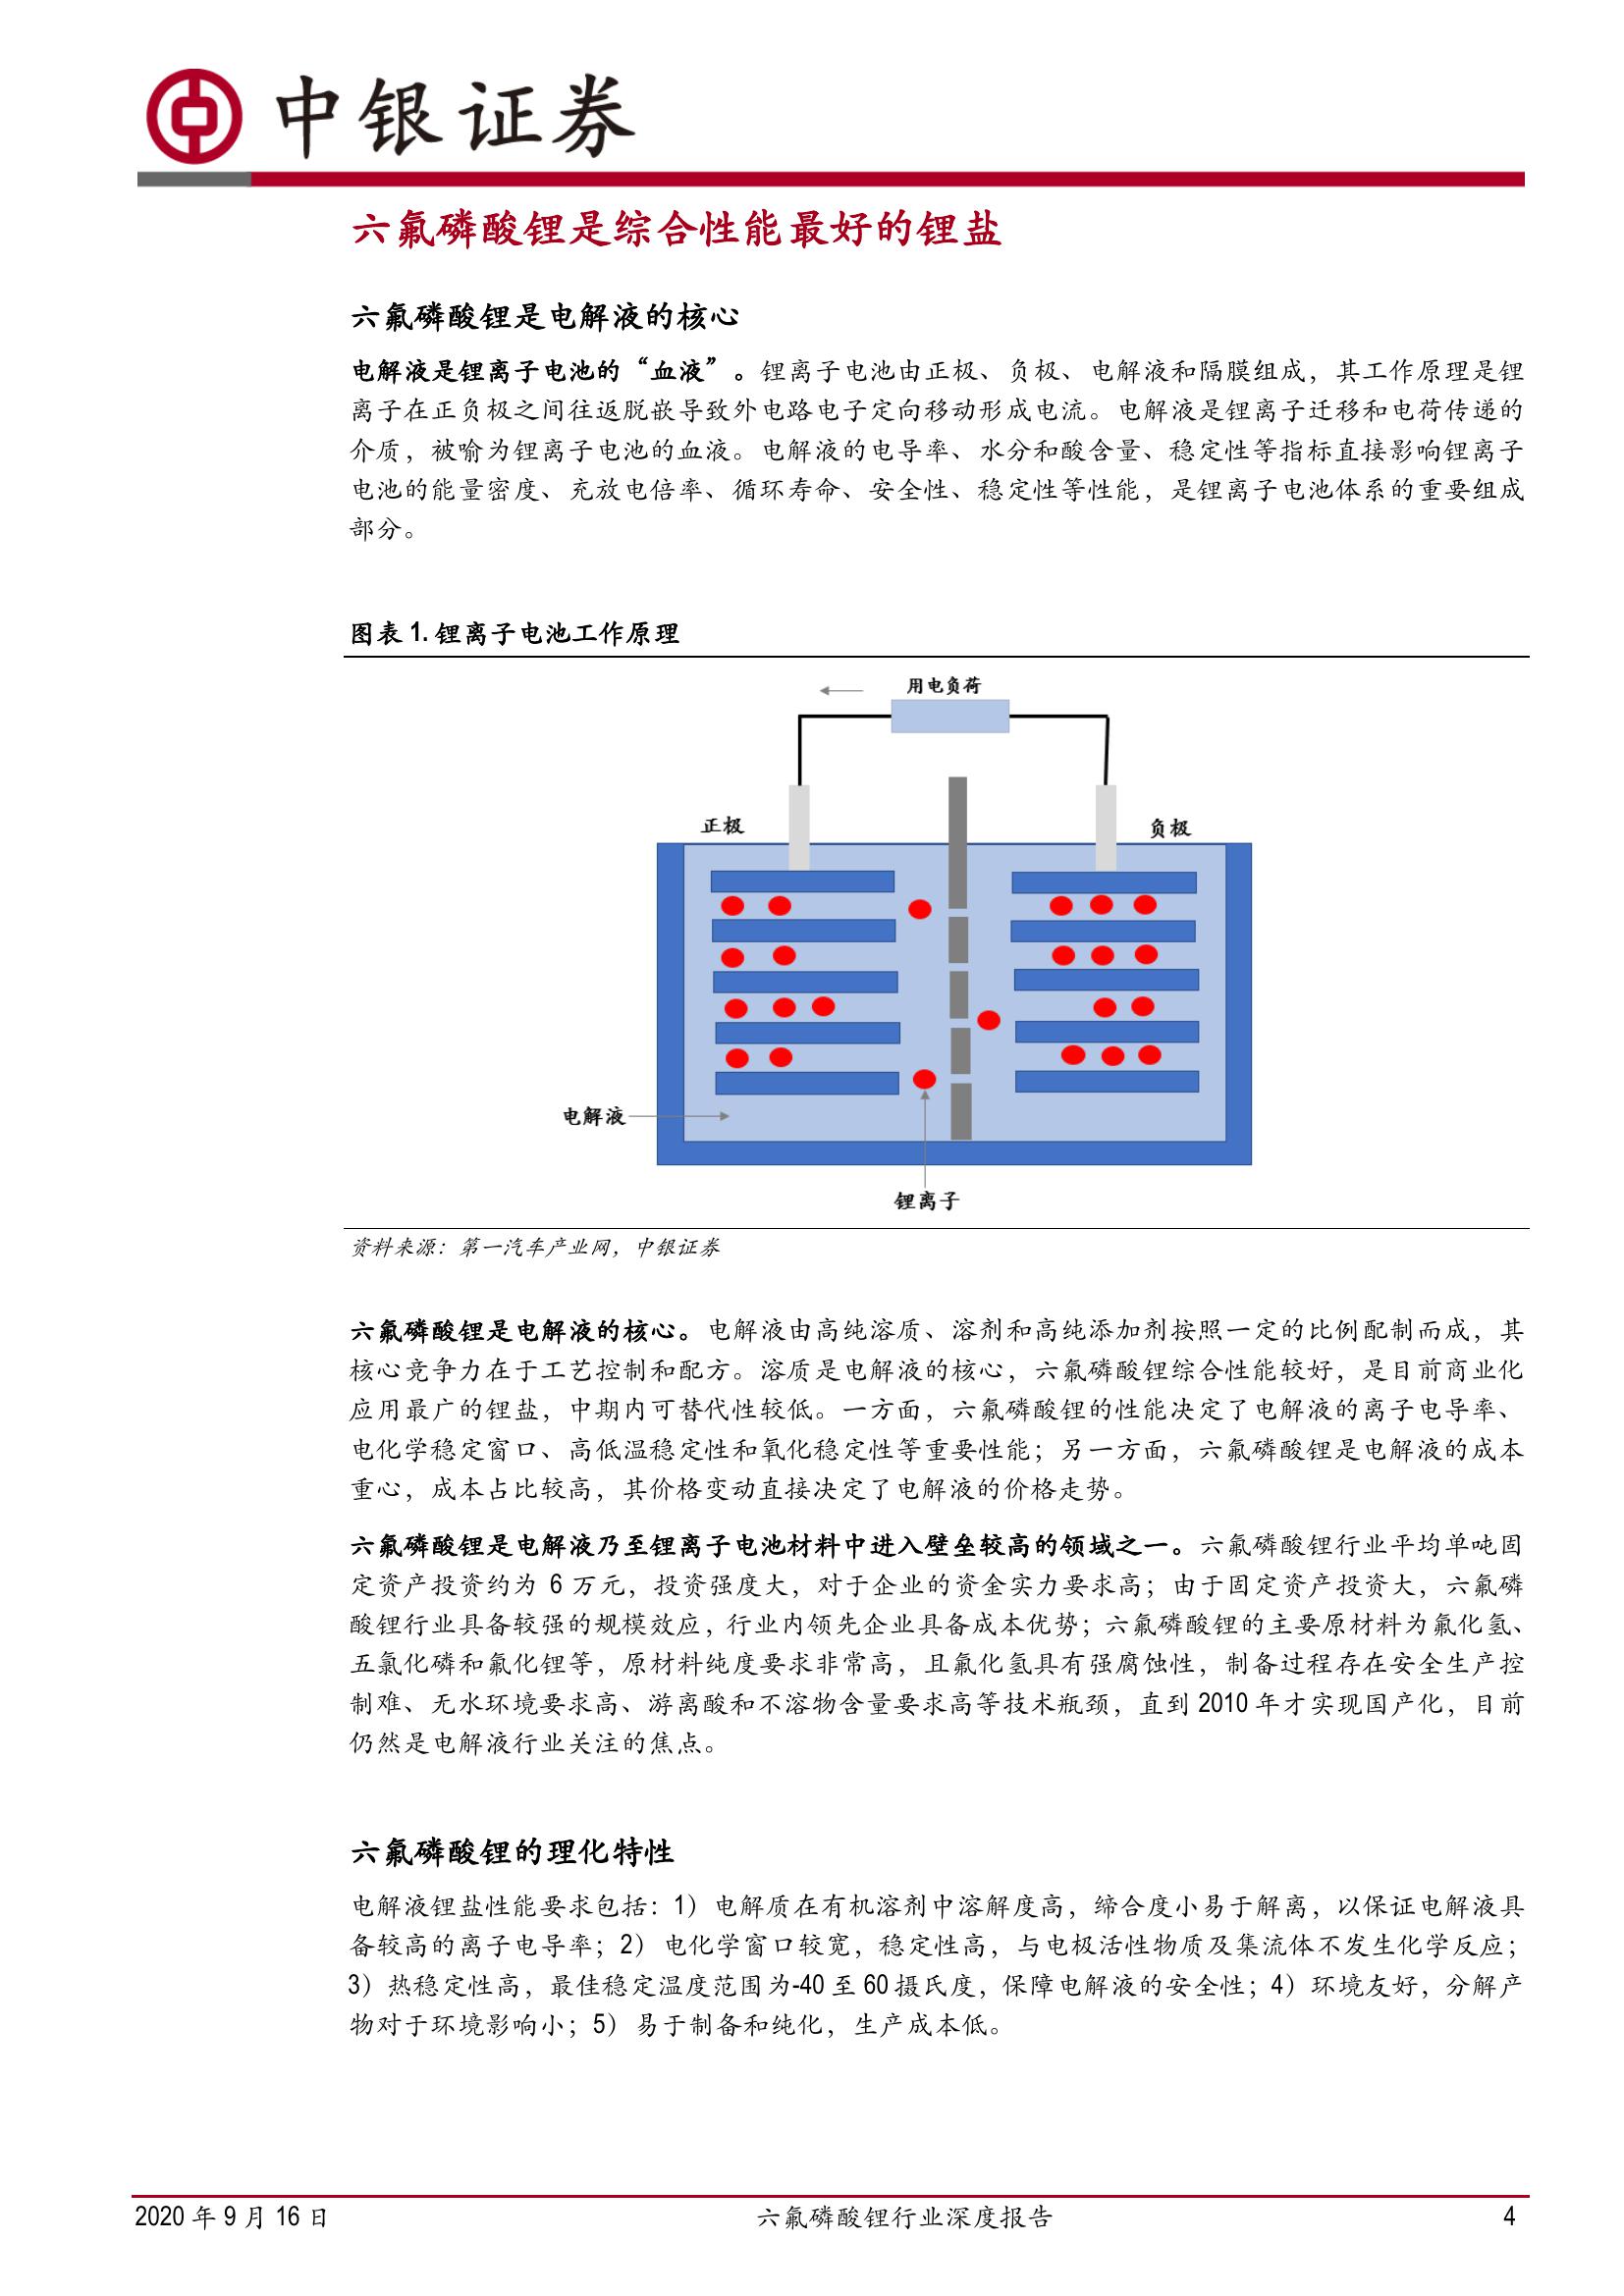 中银证券
六氟磷酸锂是综合性能最好的锂盐
六氟磷酸锂是电解液的核心
电解液是锂离子电池的“血液”。锂离子电池由正极、负极、电解液和隔膜组成，其工作原理是锂
离子在正负极之间往返脱嵌导致外电路电子定向移动形成电流。电解液是锂离子迁移和电荷传递的
介质，被喻为锂离子电池的血液。电解液的电导率、水分和酸含量、稳定性等指标直接影响锂离子
电池的能量密度、充放电倍率、循环寿命、安全性、稳定性等性能，是锂离子电池体系的重要组成
部分。
图表 1. 锂离子电池工作原理
用电负荷
正极
负极
电解液
锂离子
资料来源：第一汽车产业网，中银证券
六氟磷酸锂是电解液的核心。电解液由高纯溶质、溶剂和高纯添加剂按照一定的比例配制而成，其
核心竞争力在于工艺控制和配方。溶质是电解液的核心，六氟磷酸锂综合性能较好，是目前商业化
应用最广的锂盐，中期内可替代性较低。一方面，六氟磷酸锂的性能决定了电解液的离子电导率、
电化学稳定窗口、高低温稳定性和氧化稳定性等重要性能；另一方面，六氟磷酸锂是电解液的成本
重心，成本占比较高，其价格变动直接决定了电解液的价格走势。
六氟磷酸锂是电解液乃至锂离子电池材料中进入壁垒较高的领域之一。六氟磷酸锂行业平均单吨固
定资产投资约为 6 万元，投资强度大，对于企业的资金实力要求高；由于固定资产投资大，六氟磷
酸锂行业具备较强的规模效应，行业内领先企业具备成本优势；六氟磷酸锂的主要原材料为氟化氢、
五氯化磷和氟化锂等，原材料纯度要求非常高，且氟化氢具有强腐蚀性，制备过程存在安全生产控
制难、无水环境要求高、游离酸和不溶物含量要求高等技术瓶颈，直到 2010 年才实现国产化，目前
仍然是电解液行业关注的焦点。
六氟磷酸锂的理化特性
电解液锂盐性能要求包括：1）电解质在有机溶剂中溶解度高，缔合度小易于解离，以保证电解液具
备较高的离子电导率；2）电化学窗口较宽，稳定性高，与电极活性物质及集流体不发生化学反应；
3）热稳定性高，最佳稳定温度范围为-40 至 60 摄氏度，保障电解液的安全性；4）环境友好，分解产
物对于环境影响小；5）易于制备和纯化，生产成本低。
2020 年 9 月 16 日
六氟磷酸锂行业深度报告
4